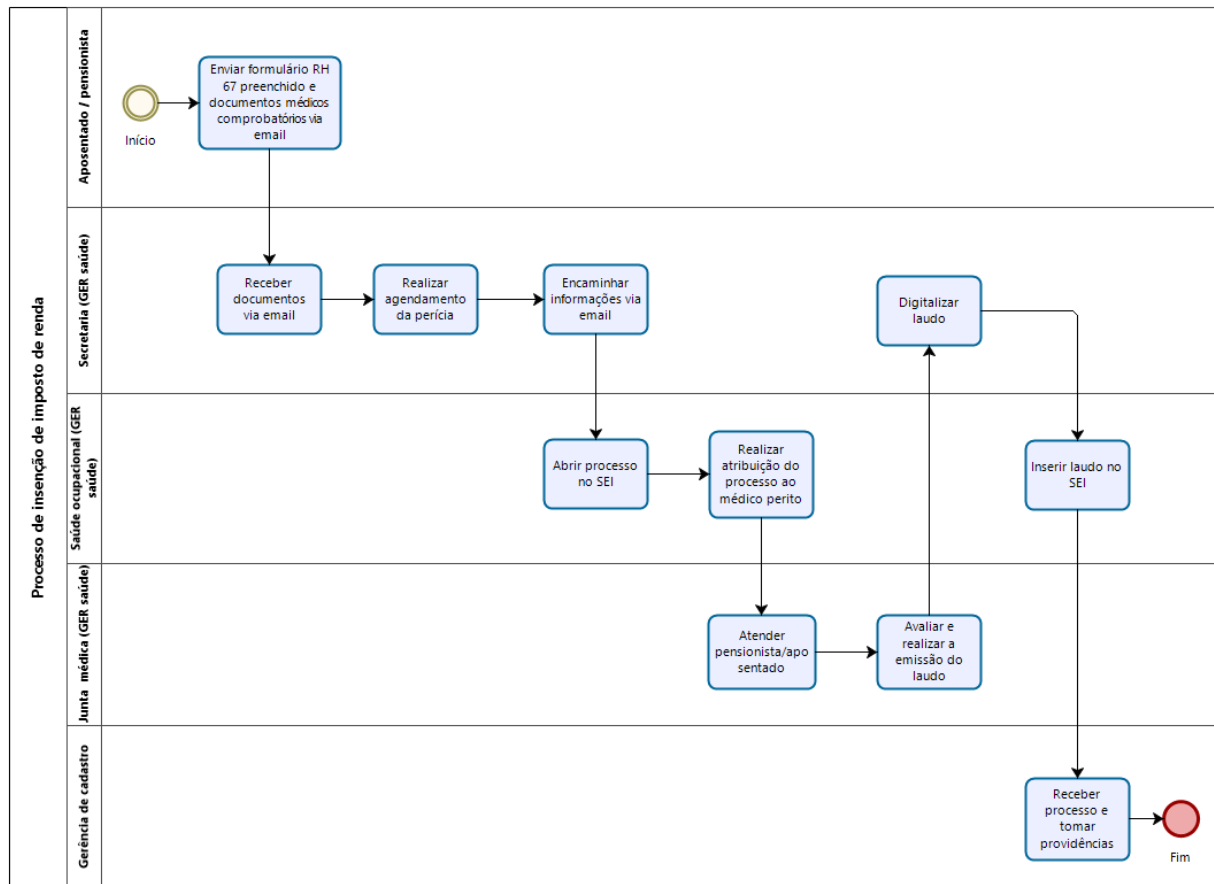 Processo de insenção de imposto de renda
Aposentado / pensionista
Início
Enviar formulário RH
67 preenchido e
documentos médicos
comprobatórios via
email
Secretaria (GER saúde)
Receber
documentos
via email
Realizar
agendamento
da perícia
Encaminhar
informações via
email
Digitalizar
laudo
Saúde ocupacional (GER
saúde)
Abrir processo
no SEI
Realizar
atribuição do
processo ao
médico perito
Inserir laudo no
SEI
Junta médica (GER saúde)
Atender
pensionista/apo
sentado
Avaliar e
realizar a
emissão do
laudo
Gerência de cadastro
Receber
processo e
tomar
providências
Fim